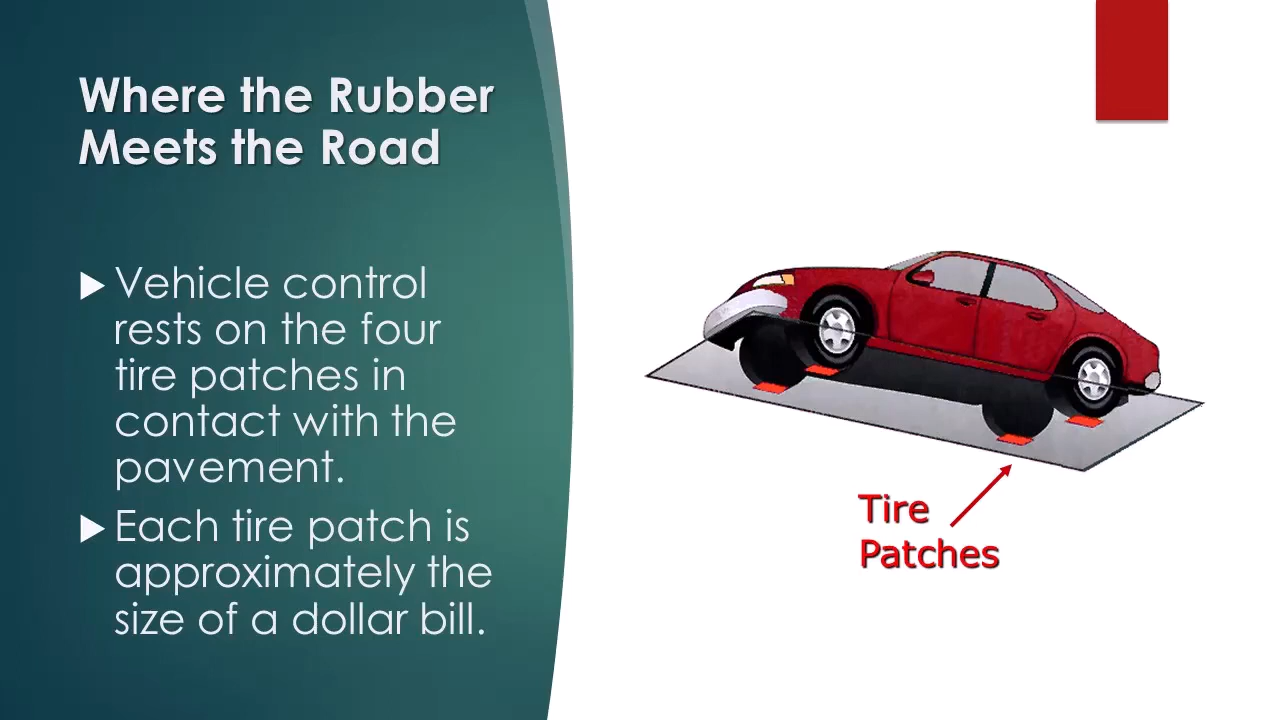 Where the Rubber
Meets the Road
Vehicle control
rests on the four
tire patches in
contact with the
pavement.
Each tire patch is
approximately the
size of a dollar bill.
Tire
Patches